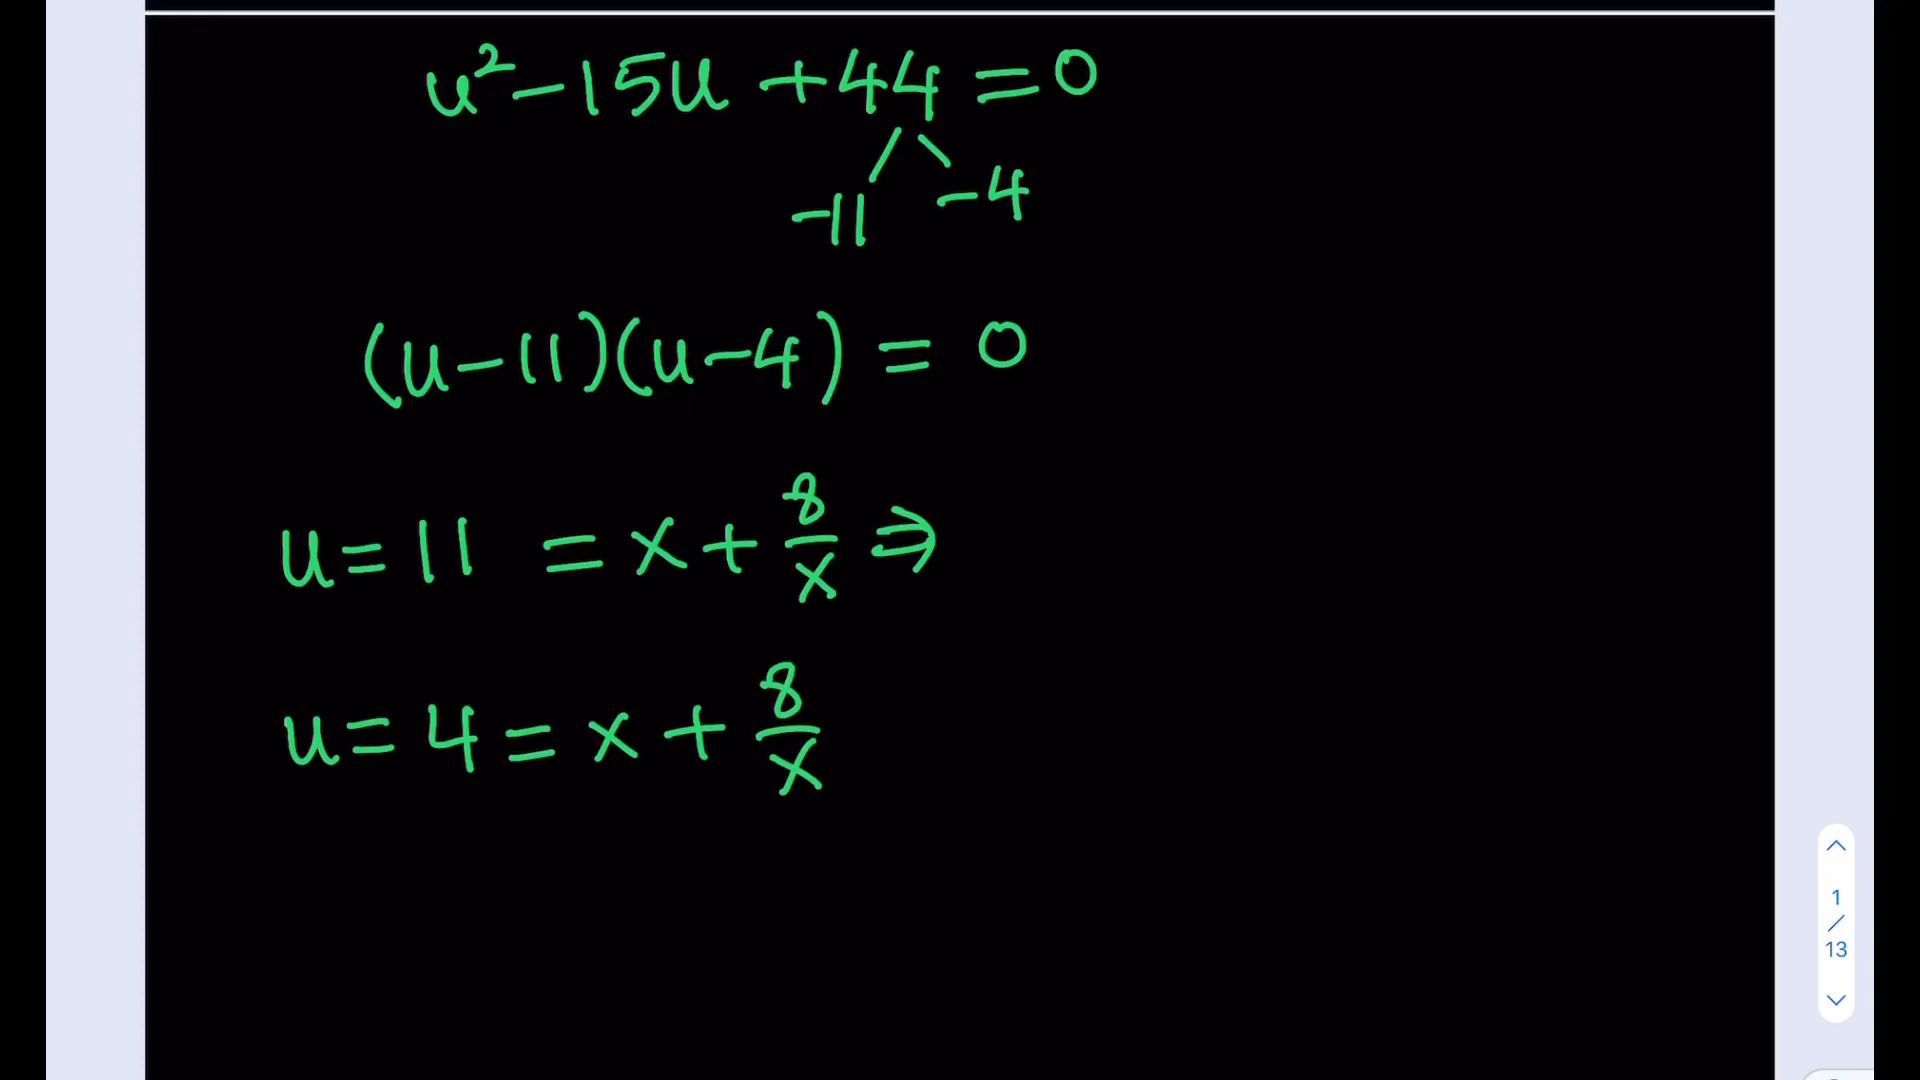 u² - 15u + 44 = 0
-11 -4
(u - 11)(u - 4) = 0
u = 11 = x + 8/x ⇒
u = 4 = x + 8/x
1
/
13